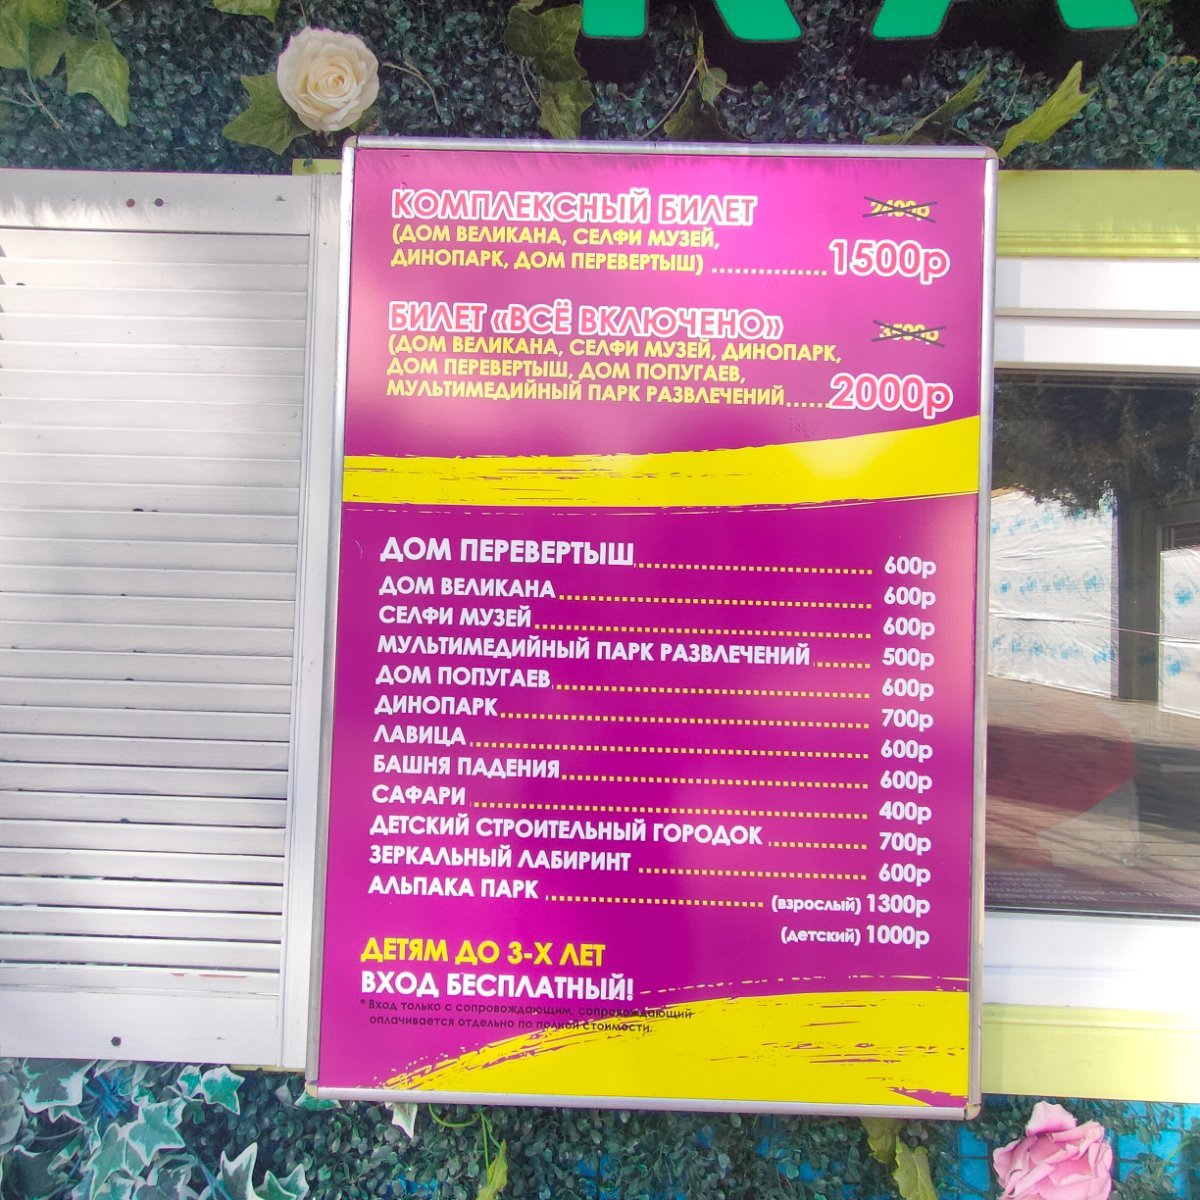 КОМПЛЕКСНЫЙ БИЛЕТ 2400р
(ДОМ ВЕЛИКАНА, СЕЛФИ МУЗЕЙ,
ДИНОПАРК, ДОМ ПЕРЕВЕРТЫШ) ............... 1500р
БИЛЕТ «ВСЁ ВКЛЮЧЕНО» 3500р
(ДОМ ВЕЛИКАНА, СЕЛФИ МУЗЕЙ, ДИНОПАРК,
ДОМ ПЕРЕВЕРТЫШ, ДОМ ПОПУГАЕВ,
МУЛЬТИМЕДИЙНЫЙ ПАРК РАЗВЛЕЧЕНИЙ...... 2000р
ДОМ ПЕРЕВЕРТЫШ 600р
ДОМ ВЕЛИКАНА 600р
СЕЛФИ МУЗЕЙ 600р
МУЛЬТИМЕДИЙНЫЙ ПАРК РАЗВЛЕЧЕНИЙ 500р
ДОМ ПОПУГАЕВ 600р
ДИНОПАРК 700р
ЛАВИЦА 600р
БАШНЯ ПАДЕНИЯ 600р
САФАРИ 400р
ДЕТСКИЙ СТРОИТЕЛЬНЫЙ ГОРОДОК 700р
ЗЕРКАЛЬНЫЙ ЛАБИРИНТ 600р
АЛЬПАКА ПАРК (взрослый) 1300р
(детский) 1000р
ДЕТЯМ ДО 3-Х ЛЕТ
ВХОД БЕСПЛАТНЫЙ!
* Вход только с сопровождающим, сопровождающий
оплачивается отдельно по полной стоимости.